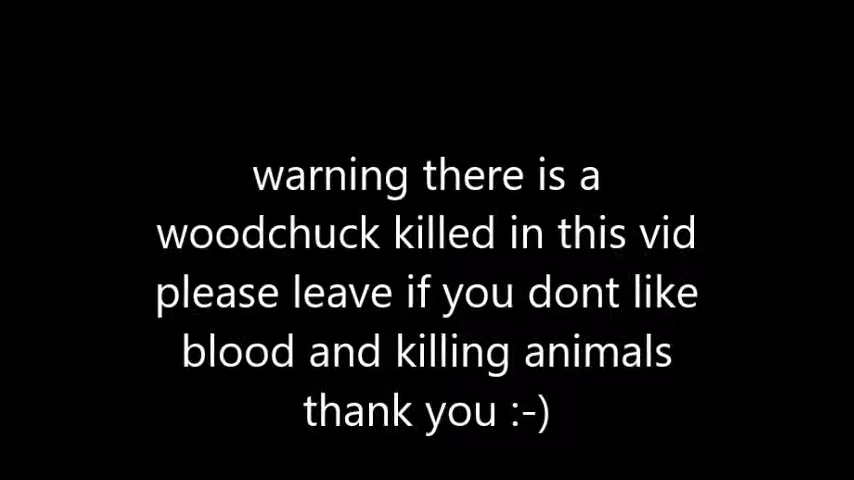 warning there is a
woodchuck killed in this vid
please leave if you dont like
blood and killing animals
thank you :-)